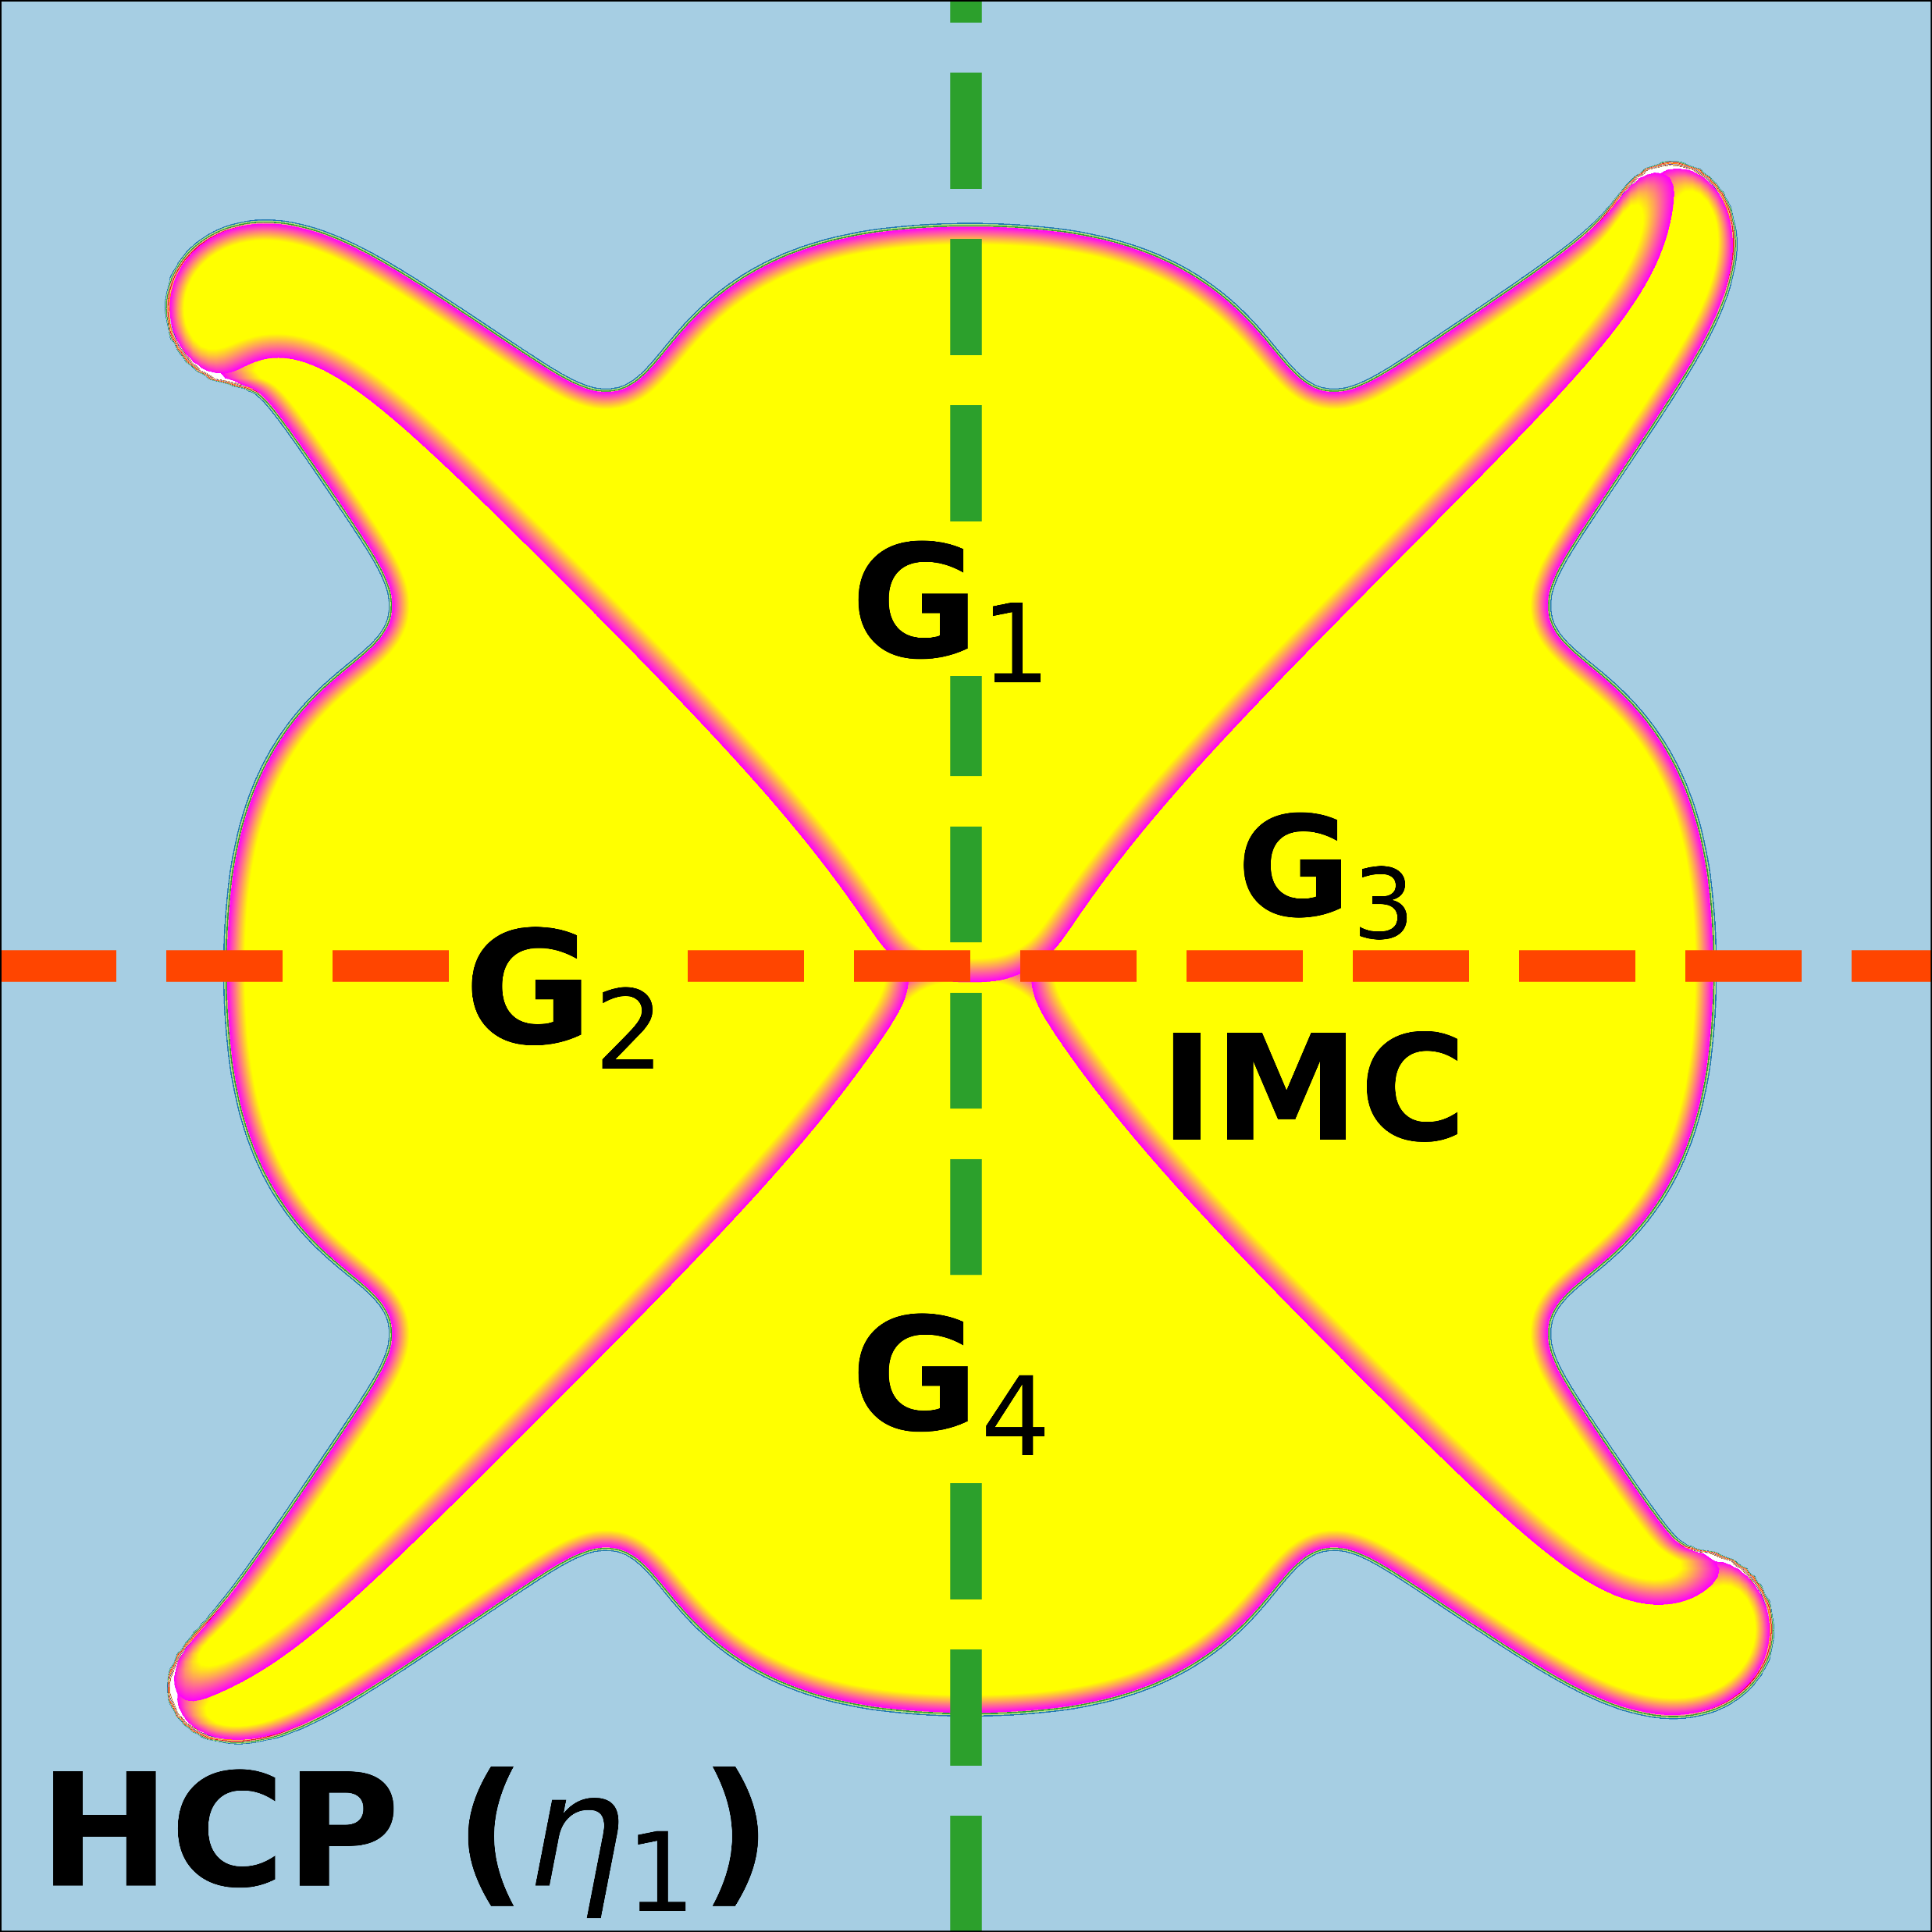 G₁
G₃
G₂
IMC
G₄
HCP (η₁)